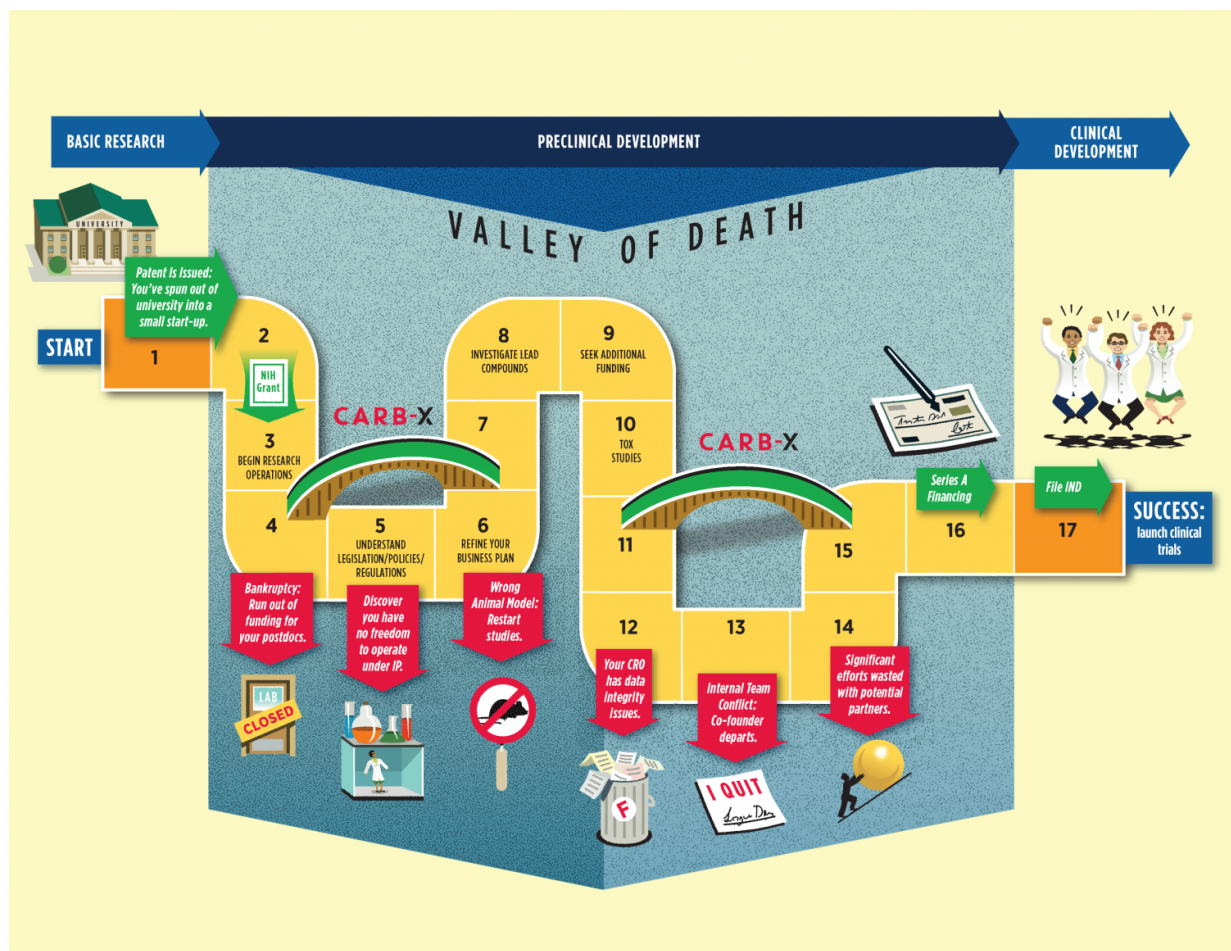 BASIC RESEARCH
PRECLINICAL DEVELOPMENT
CLINICAL
DEVELOPMENT
VALLEY OF DEATH
UNIVERSITY
Patent Is Issued:
You've spun out of
university into a
small start-up.
START
1
2
NIH
Grant
3
BEGIN RESEARCH
OPERATIONS
4
Bankruptcy:
Run out of
funding for
your postdocs.
LAB
CLOSED
CARB-X
5
UNDERSTAND
LEGISLATION/POLICIES/
REGULATIONS
Discover
you have
no freedom
to operate
under IP.
6
REFINE YOUR
BUSINESS PLAN
Wrong
Animal Model:
Restart
studies.
7
8
INVESTIGATE LEAD
COMPOUNDS
9
SEEK ADDITIONAL
FUNDING
10
TOX
STUDIES
11
CARB-X
12
Your CRO
has data
integrity
issues.
F
13
Internal Team
Conflict:
Co-founder
departs.
I QUIT
14
Significant
efforts wasted
with potential
partners.
15
Series A
Financing
16
File IND
17
SUCCESS:
launch clinical
trials